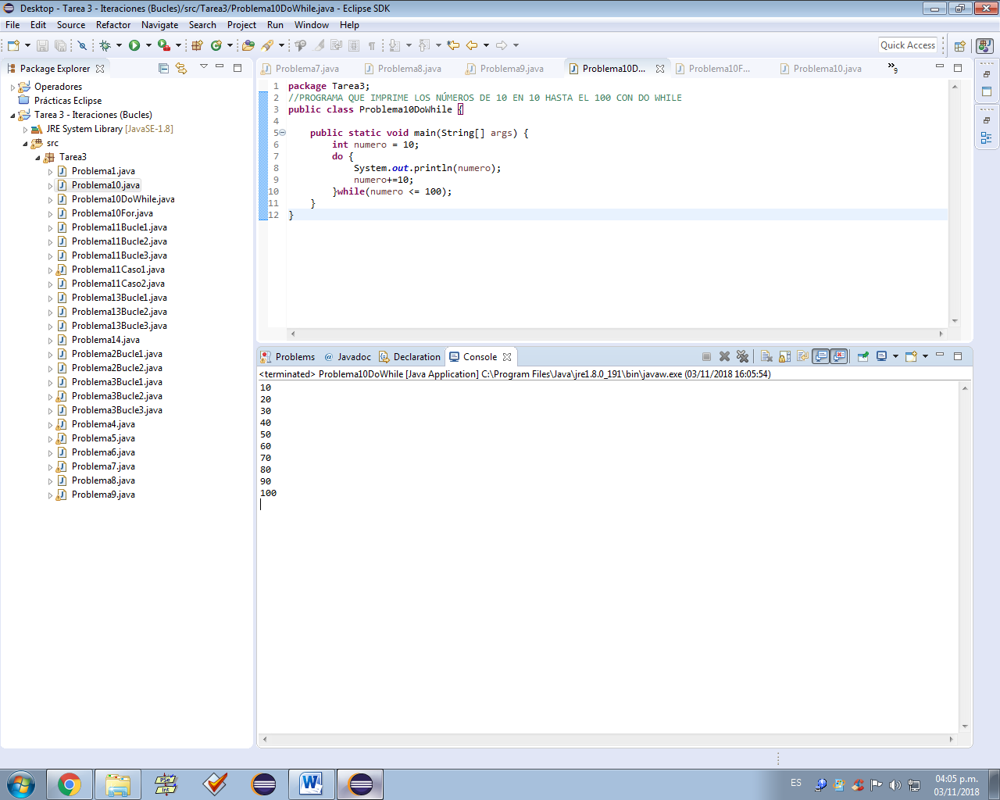 Desktop - Tarea 3 - Iteraciones (Bucles)/src/Tarea3/Problema10DoWhile.java - Eclipse SDK
File Edit Source Refactor Navigate Search Project Run Window Help
Quick Access
Package Explorer
Operadores
Prácticas Eclipse
Tarea 3 - Iteraciones (Bucles)
JRE System Library [JavaSE-1.8]
src
Tarea3
Problema1.java
Problema10.java
Problema10DoWhile.java
Problema10For.java
Problema11Bucle1.java
Problema11Bucle2.java
Problema11Bucle3.java
Problema11Caso1.java
Problema11Caso2.java
Problema13Bucle1.java
Problema13Bucle2.java
Problema13Bucle3.java
Problema14.java
Problema2Bucle1.java
Problema2Bucle2.java
Problema3Bucle1.java
Problema3Bucle2.java
Problema3Bucle3.java
Problema4.java
Problema5.java
Problema6.java
Problema7.java
Problema8.java
Problema9.java
Problema7.java Problema8.java Problema9.java Problema10D... Problema10F... Problema10.java »9
1 package Tarea3;
2 //PROGRAMA QUE IMPRIME LOS NÚMEROS DE 10 EN 10 HASTA EL 100 CON DO WHILE
3 public class Problema10DoWhile {
4
5 public static void main(String[] args) {
6 int numero = 10;
7 do {
8 System.out.println(numero);
9 numero+=10;
10 }while(numero <= 100);
11 }
12 }
Problems @ Javadoc Declaration Console
<terminated> Problema10DoWhile [Java Application] C:\Program Files\Java\jre1.8.0_191\bin\javaw.exe (03/11/2018 16:05:54)
10
20
30
40
50
60
70
80
90
100
PSe
Int
W
ES
04:05 p.m.
03/11/2018